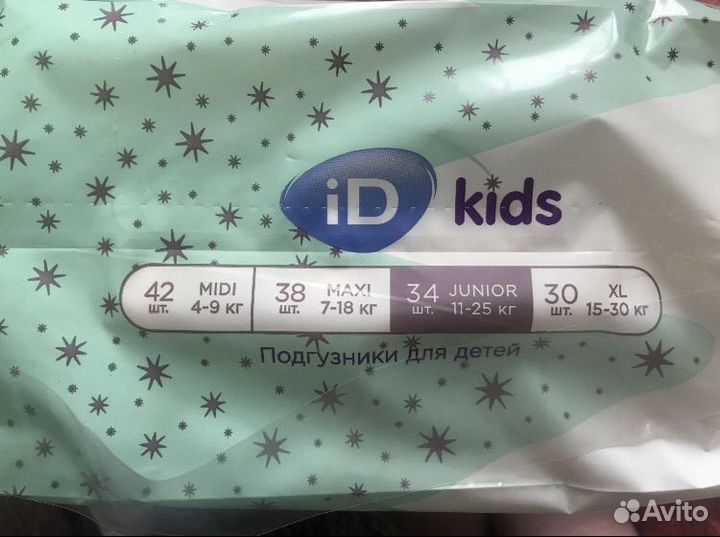 iD kids
42 шт. MIDI 4-9 кг
38 шт. MAXI 7-18 кг
34 шт. JUNIOR 11-25 кг
30 шт. XL 15-30 кг
Подгузники для детей
Avito